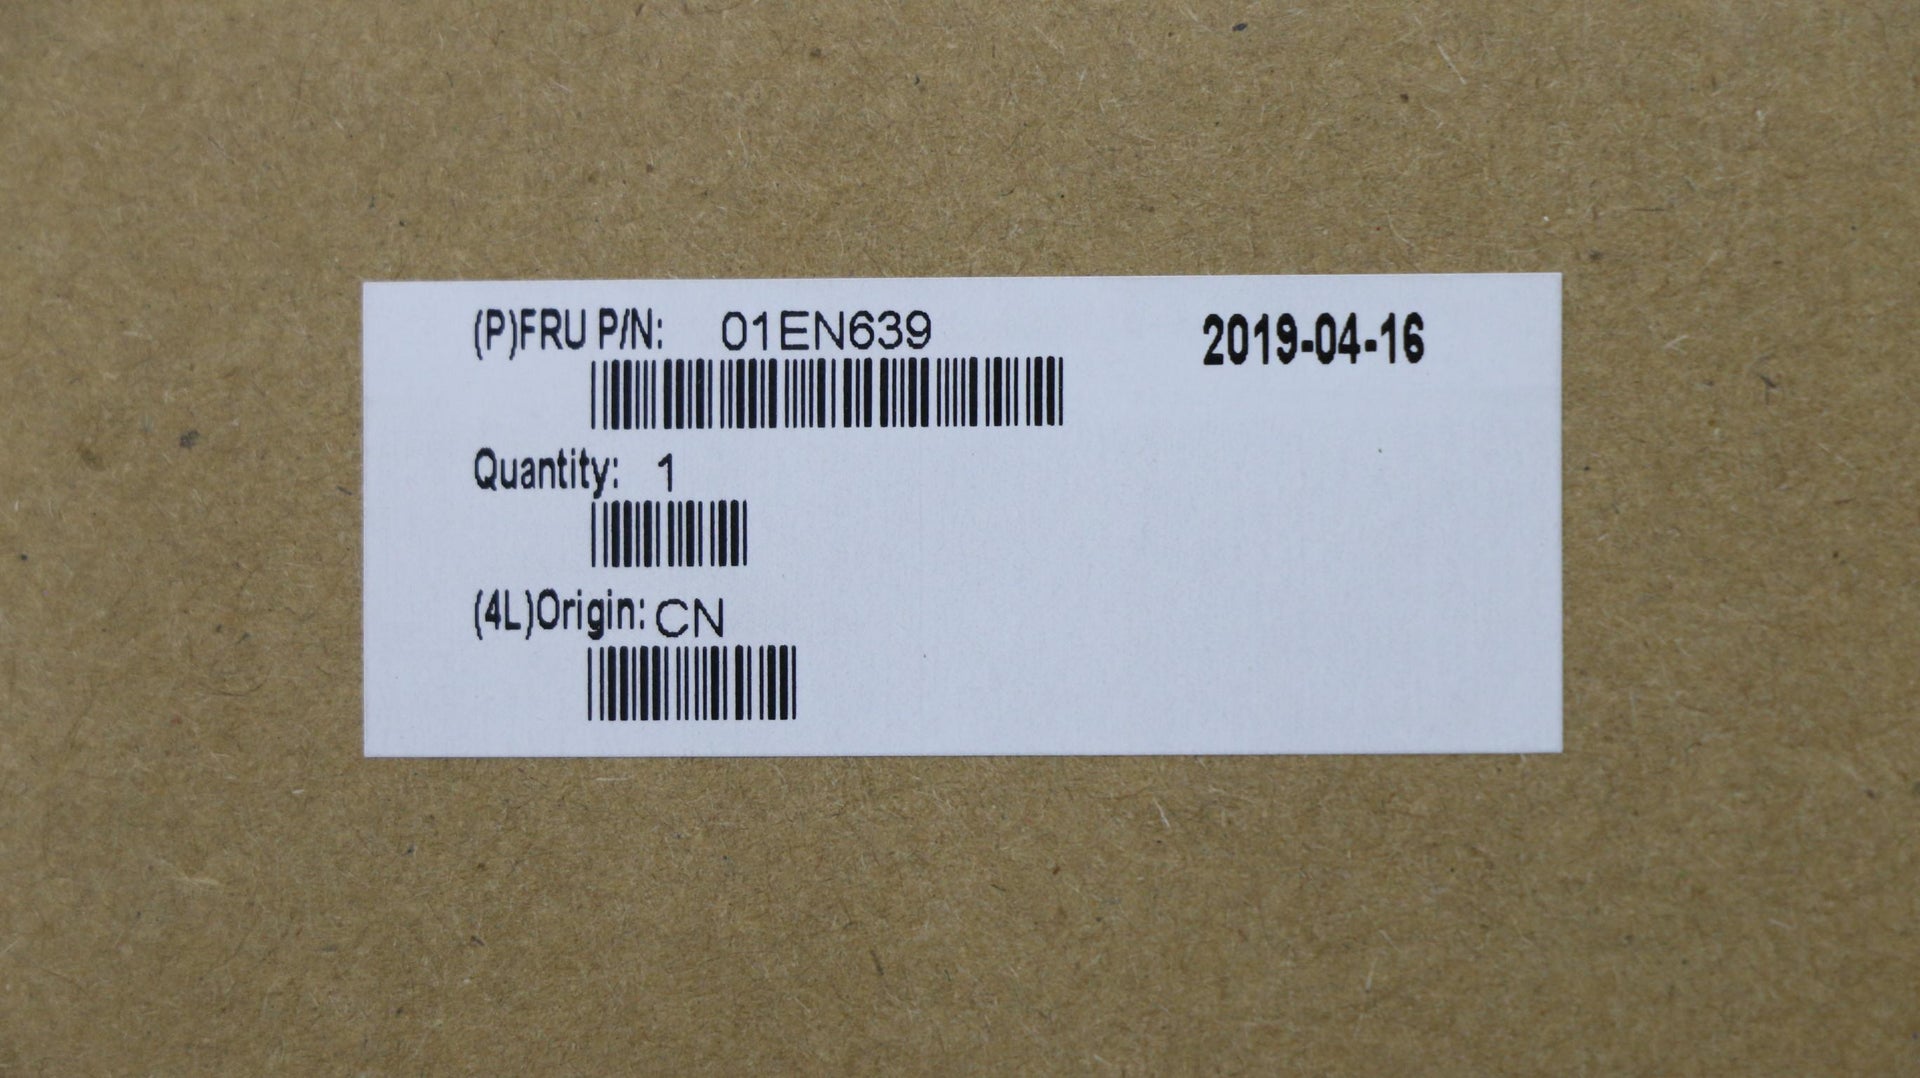 (P)FRU P/N: 01EN639 2019-04-16
Quantity: 1
(4L)Origin: CN